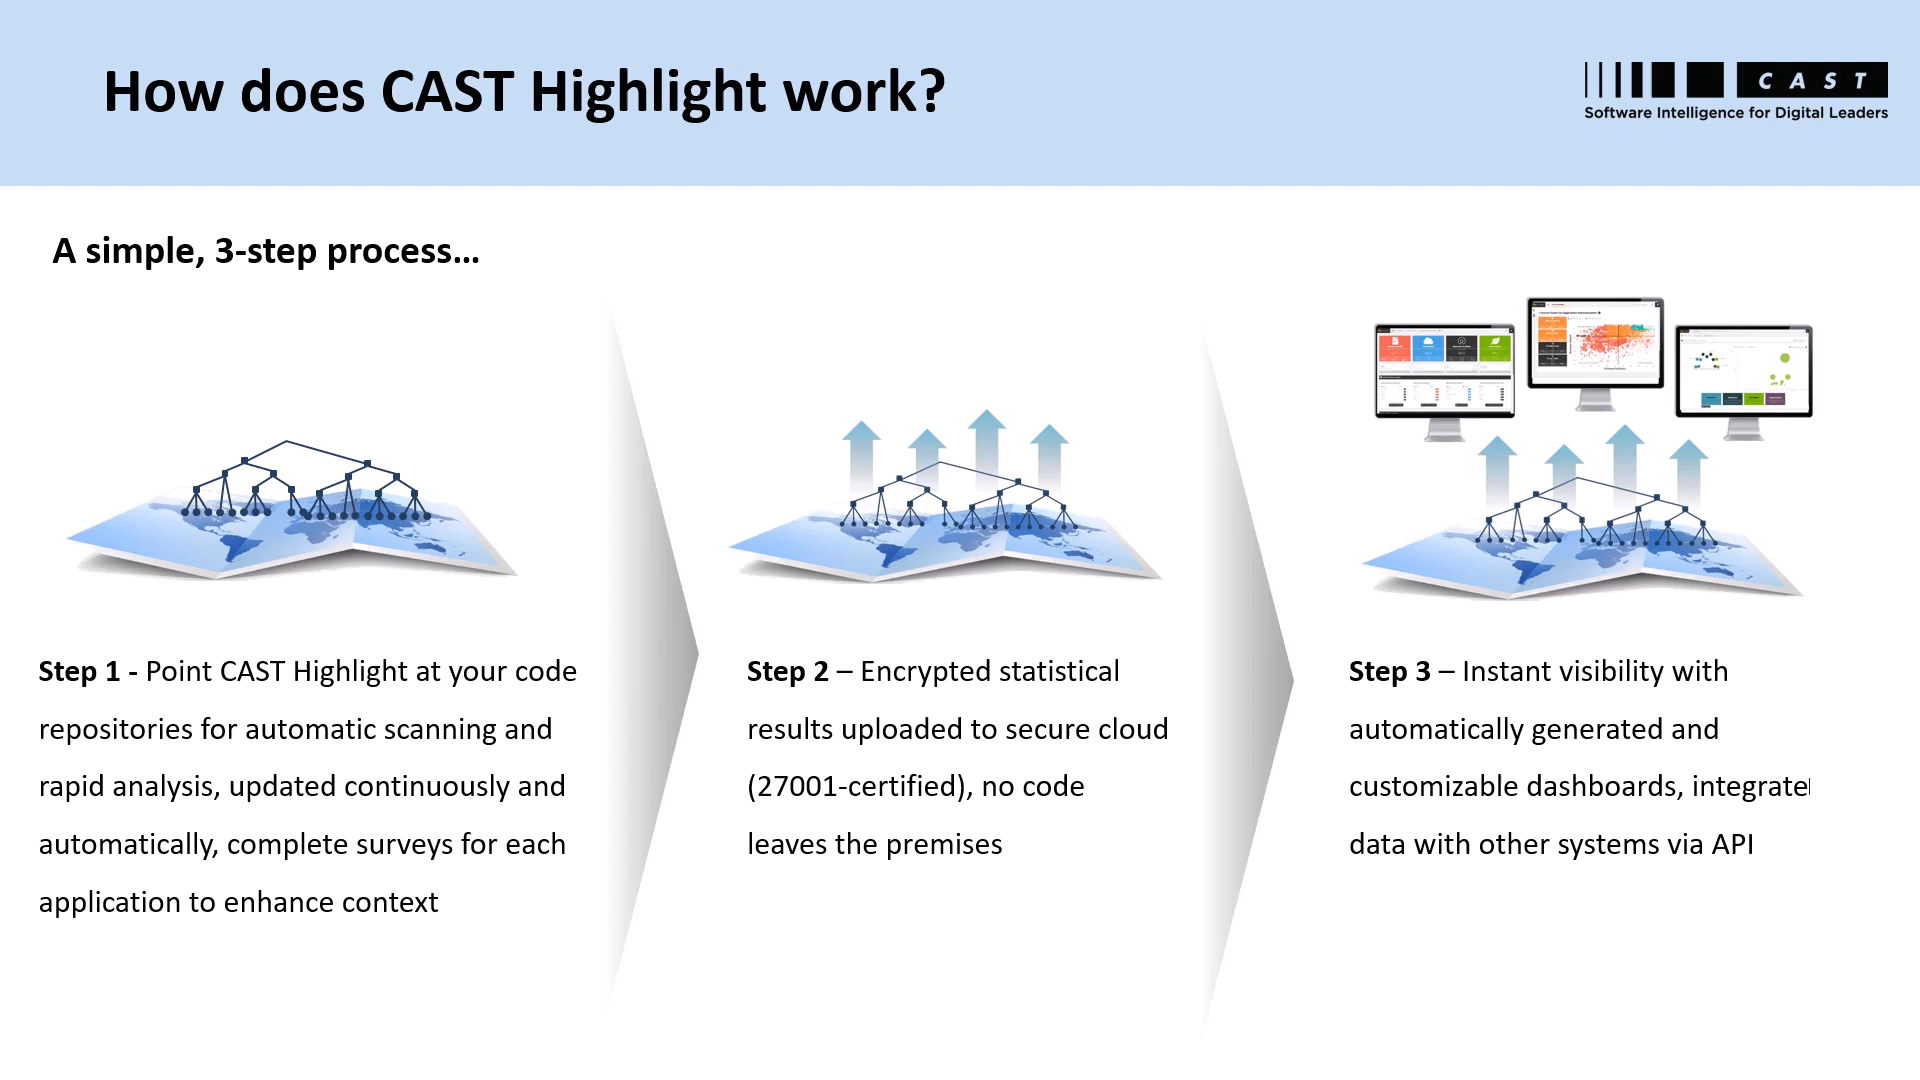 How does CAST Highlight work?
CAST
Software Intelligence for Digital Leaders
A simple, 3-step process...
Step 1 - Point CAST Highlight at your code
repositories for automatic scanning and
rapid analysis, updated continuously and
automatically, complete surveys for each
application to enhance context
Step 2 – Encrypted statistical
results uploaded to secure cloud
(27001-certified), no code
leaves the premises
Step 3 – Instant visibility with
automatically generated and
customizable dashboards, integrate
data with other systems via API